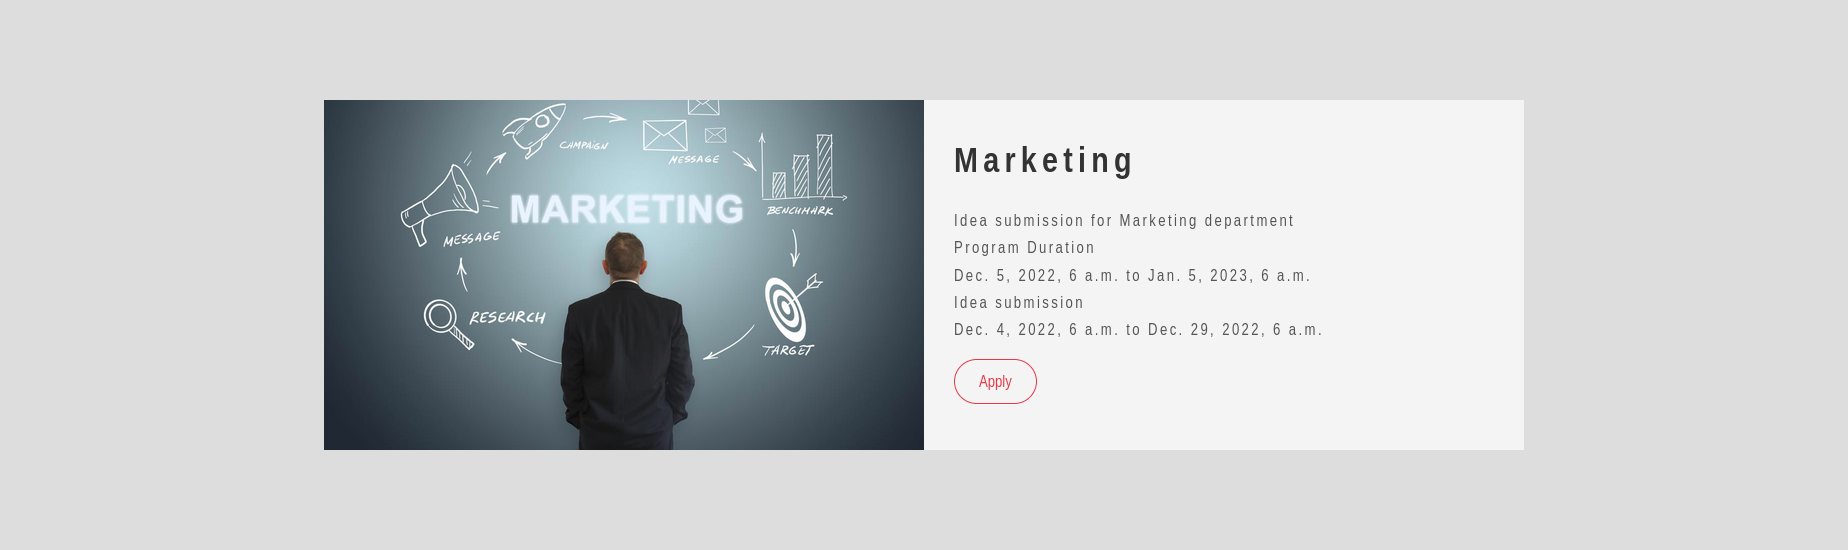 CAMPAIGN
MESSAGE
MARKETING
BENCHMARK
MESSAGE
RESEARCH
TARGET
Marketing
Idea submission for Marketing department
Program Duration
Dec. 5, 2022, 6 a.m. to Jan. 5, 2023, 6 a.m.
Idea submission
Dec. 4, 2022, 6 a.m. to Dec. 29, 2022, 6 a.m.
Apply